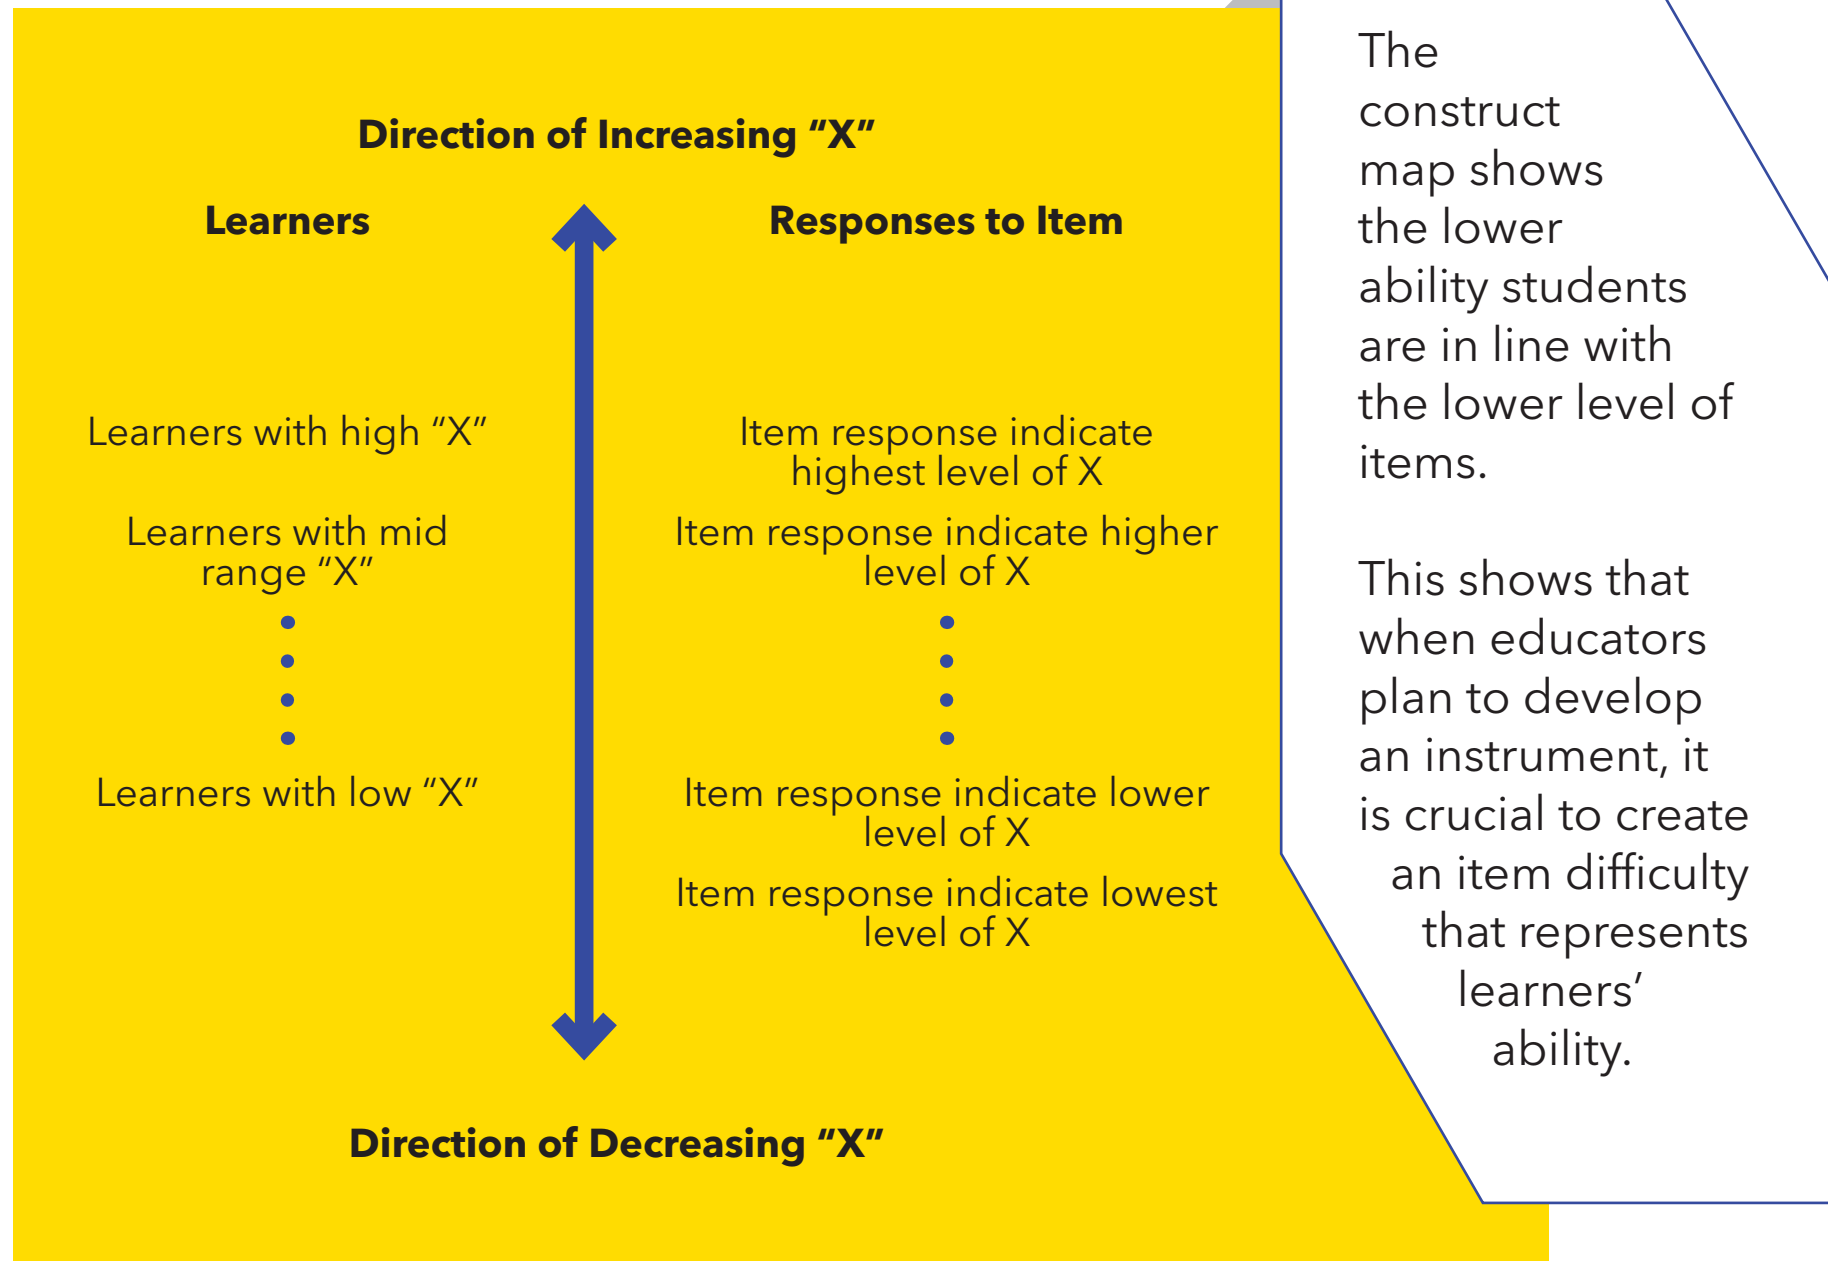 Direction of Increasing “X”
Learners
Responses to Item
Learners with high “X”
Item response indicate
highest level of X
Learners with mid
range “X”
Item response indicate higher
level of X
Learners with low “X”
Item response indicate lower
level of X
Item response indicate lowest
level of X
Direction of Decreasing “X”
The
construct
map shows
the lower
ability students
are in line with
the lower level of
items.
This shows that
when educators
plan to develop
an instrument, it
is crucial to create
an item difficulty
that represents
learners’
ability.